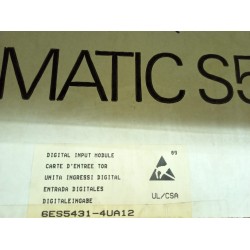 MATIC S5
DIGITAL INPUT MODULE
CARTE D'ENTREE TOR
UNITA INGRESSI DIGITAL
ENTRADA DIGITALES
DIGITALEINGABE
6ES5431-4UA12
99
UL/CSA